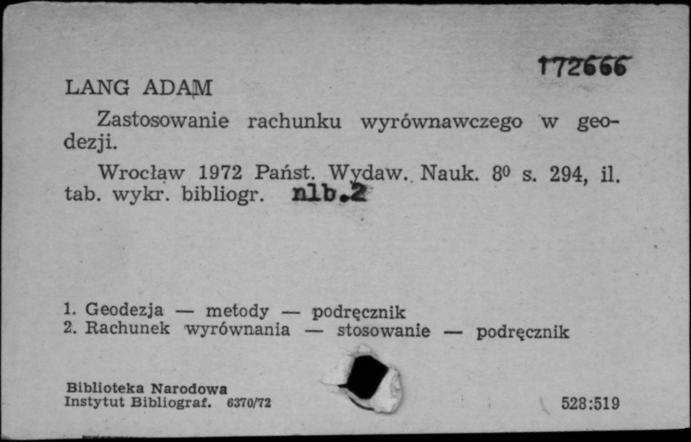 172666
LANG ADAM
Zastosowanie rachunku wyrównawczego w geo-
dezji.
Wrocław 1972 Państ. Wydaw. Nauk. 8⁰ s. 294, il.
tab. wykr. bibliogr. nlb.2
1. Geodezja — metody — podręcznik
2. Rachunek wyrównania — stosowanie — podręcznik
Biblioteka Narodowa
Instytut Bibliograf. 6370/72
528:519